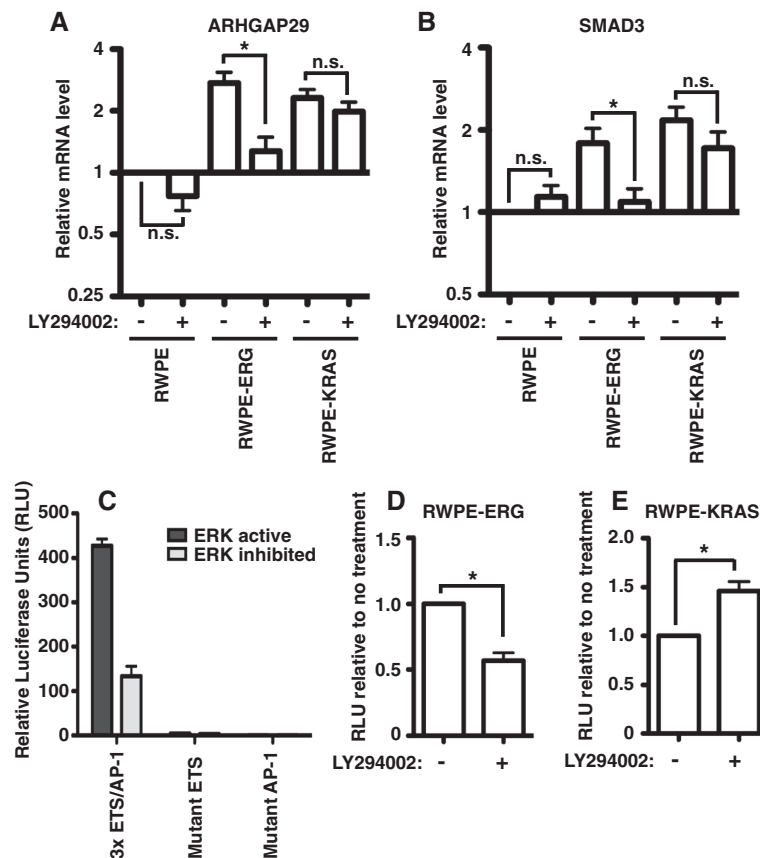 A
ARHGAP29
Relative mRNA level
4
2
1
0.5
0.25
*
n.s.
n.s.
LY294002:
- + - + - +
RWPE
RWPE-ERG
RWPE-KRAS
B
SMAD3
Relative mRNA level
4
2
1
0.5
n.s.
*
n.s.
LY294002:
- + - + - +
RWPE
RWPE-ERG
RWPE-KRAS
C
Relative Luciferase Units (RLU)
500
400
300
200
100
0
ERK active
ERK inhibited
3x ETS/AP-1
Mutant ETS
Mutant AP-1
D
RWPE-ERG
RLU relative to no treatment
1.5
1.0
0.5
0
*
LY294002: - +
E
RWPE-KRAS
RLU relative to no treatment
2.0
1.5
1.0
0.5
0
*
LY294002: - +